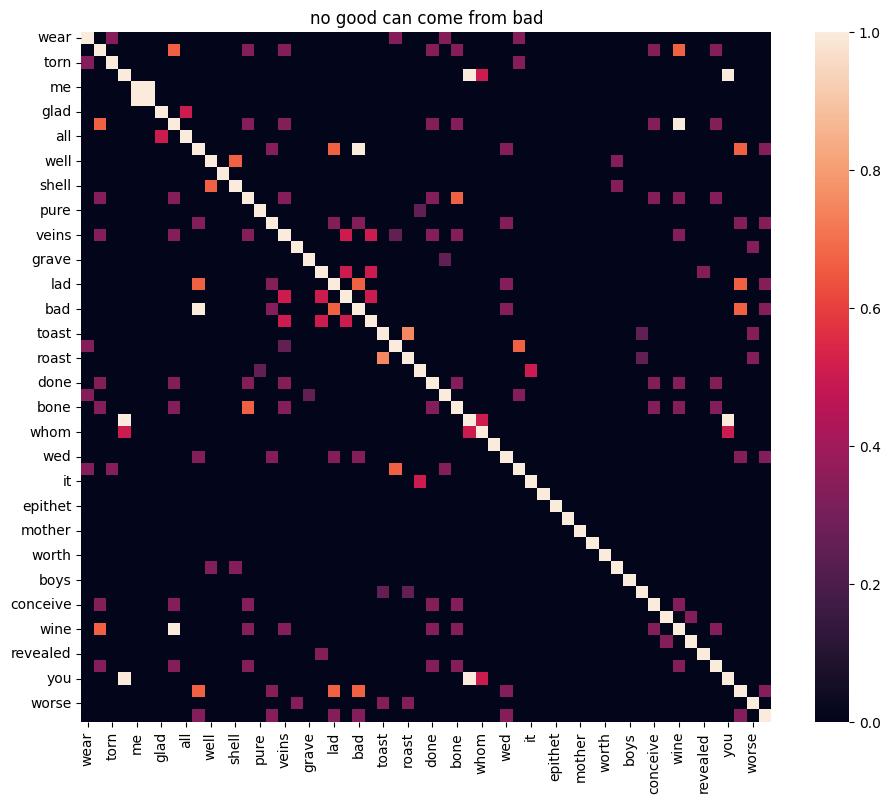 no good can come from bad
wear
torn
me
glad
all
well
shell
pure
veins
grave
lad
bad
toast
roast
done
bone
whom
wed
it
epithet
mother
worth
boys
conceive
wine
revealed
you
worse
wear
torn
me
glad
all
well
shell
pure
veins
grave
lad
bad
toast
roast
done
bone
whom
wed
it
epithet
mother
worth
boys
conceive
wine
revealed
you
worse
1.0
0.8
0.6
0.4
0.2
0.0